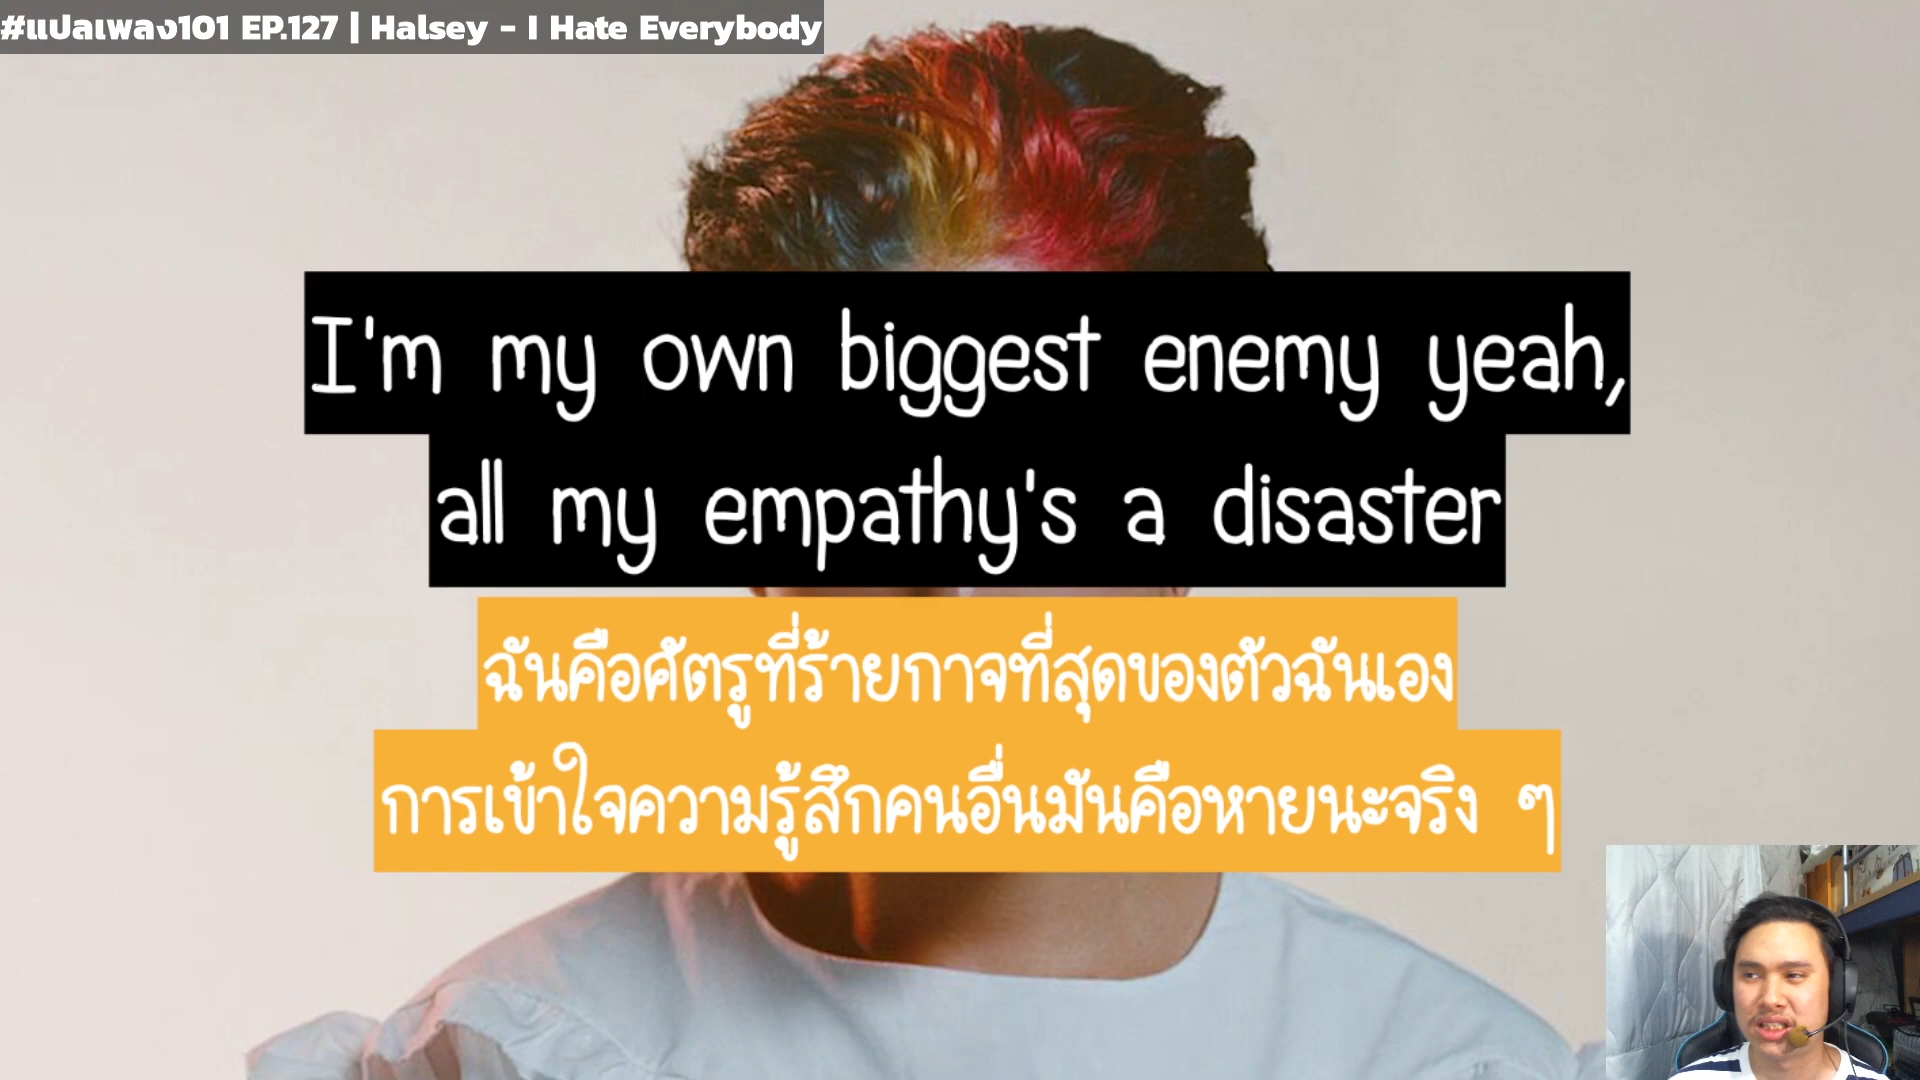 #แปลเพลง101 EP.127 | Halsey - I Hate Everybody
I'm my own biggest enemy yeah,
all my empathy's a disaster
ฉันคือศัตรูที่ร้ายกาจที่สุดของตัวฉันเอง
การเข้าใจความรู้สึกคนอื่นมันคือหายนะจริง ๆ